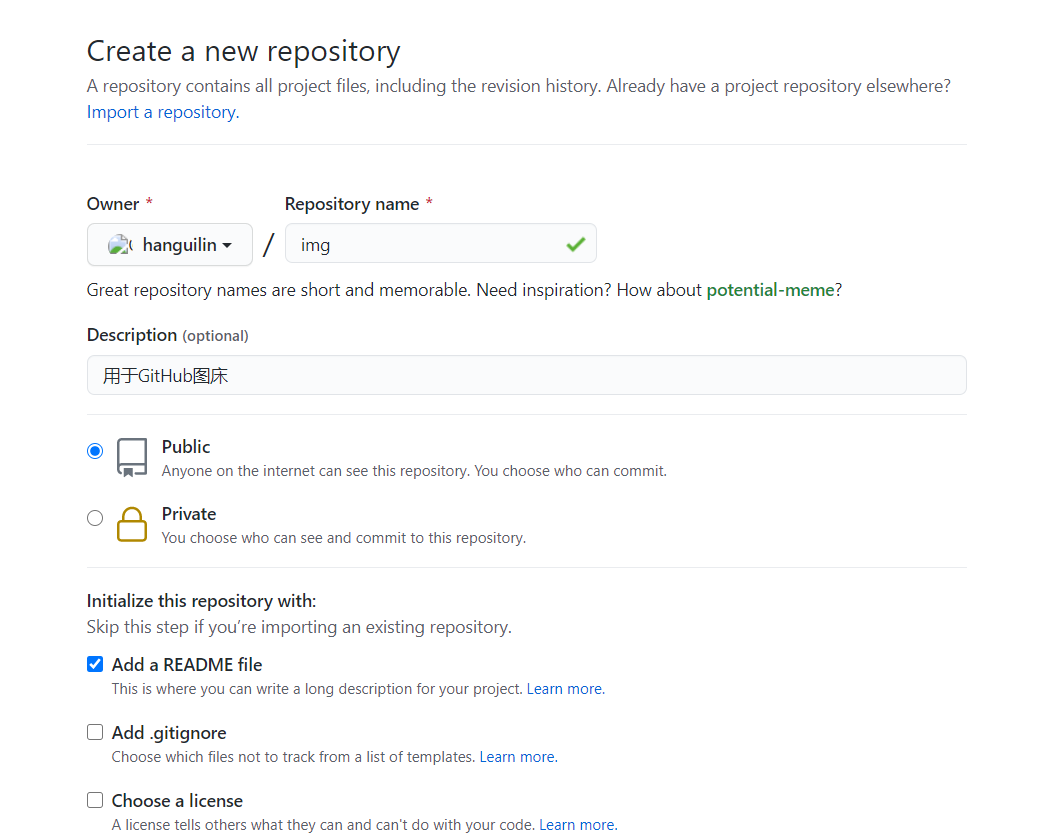 Create a new repository
A repository contains all project files, including the revision history. Already have a project repository elsewhere?
Import a repository.
Owner * Repository name *
hanguilin / img
Great repository names are short and memorable. Need inspiration? How about potential-meme?
Description (optional)
用于GitHub图床
Public
Anyone on the internet can see this repository. You choose who can commit.
Private
You choose who can see and commit to this repository.
Initialize this repository with:
Skip this step if you’re importing an existing repository.
Add a README file
This is where you can write a long description for your project. Learn more.
Add .gitignore
Choose which files not to track from a list of templates. Learn more.
Choose a license
A license tells others what they can and can't do with your code. Learn more.